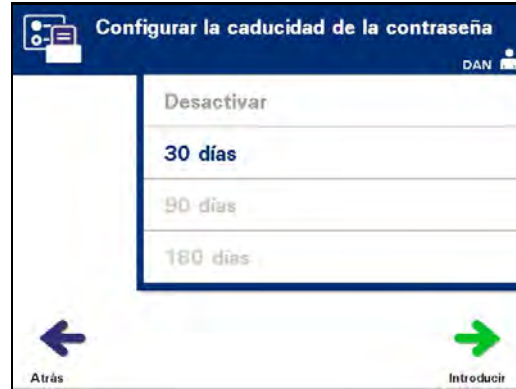 Configurar la caducidad de la contraseña
DAN
Desactivar
30 días
90 días
180 días
Atrás
Introducir